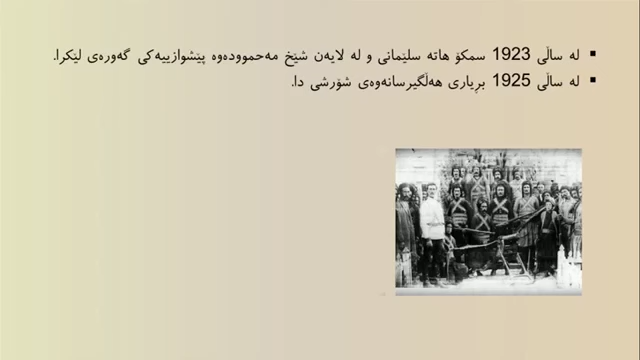 ▪ لە ساڵی 1923 سمکۆ هاتە سلێمانی و لە لایەن شێخ مەحموودەوە پێشوازییەکی گەورەی لێکرا.
▪ لە ساڵی 1925 بڕیاری هەڵگیرسانەوەی شۆڕشی دا.